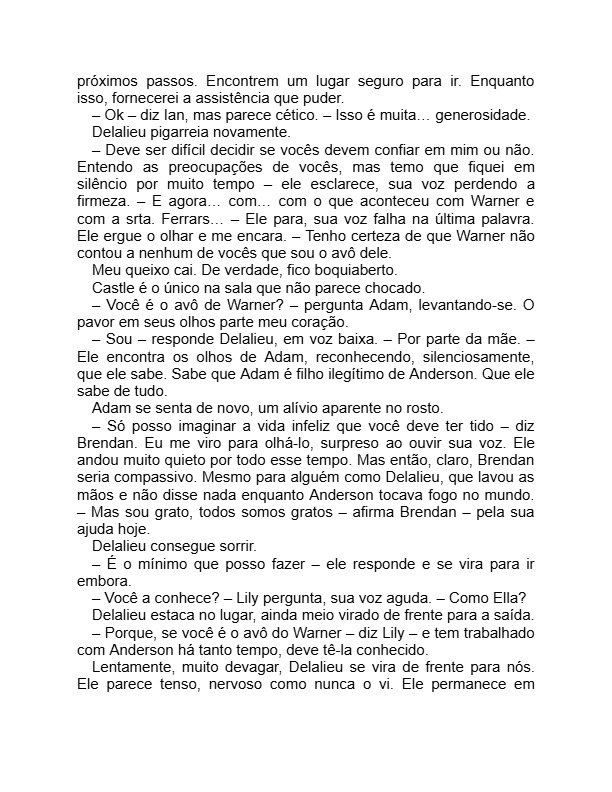 próximos passos. Encontrem um lugar seguro para ir. Enquanto
isso, fornecerei a assistência que puder.
– Ok – diz Ian, mas parece cético. – Isso é muita… generosidade.
Delalieu pigarreia novamente.
– Deve ser difícil decidir se vocês devem confiar em mim ou não.
Entendo as preocupações de vocês, mas temo que fiquei em
silêncio por muito tempo – ele esclarece, sua voz perdendo a
firmeza. – E agora… com… com o que aconteceu com Warner e
com a srta. Ferrars… – Ele para, sua voz falha na última palavra.
Ele ergue o olhar e me encara. – Tenho certeza de que Warner não
contou a nenhum de vocês que sou o avô dele.
Meu queixo cai. De verdade, fico boquiaberto.
Castle é o único na sala que não parece chocado.
– Você é o avô de Warner? – pergunta Adam, levantando-se. O
pavor em seus olhos parte meu coração.
– Sou – responde Delalieu, em voz baixa. – Por parte da mãe. –
Ele encontra os olhos de Adam, reconhecendo, silenciosamente,
que ele sabe. Sabe que Adam é filho ilegítimo de Anderson. Que ele
sabe de tudo.
Adam se senta de novo, um alívio aparente no rosto.
– Só posso imaginar a vida infeliz que você deve ter tido – diz
Brendan. Eu me viro para olhá-lo, surpreso ao ouvir sua voz. Ele
andou muito quieto por todo esse tempo. Mas então, claro, Brendan
seria compassivo. Mesmo para alguém como Delalieu, que lavou as
mãos e não disse nada enquanto Anderson tocava fogo no mundo.
– Mas sou grato, todos somos gratos – afirma Brendan – pela sua
ajuda hoje.
Delalieu consegue sorrir.
– É o mínimo que posso fazer – ele responde e se vira para ir
embora.
– Você a conhece? – Lily pergunta, sua voz aguda. – Como Ella?
Delalieu estaca no lugar, ainda meio virado de frente para a saída.
– Porque, se você é o avô do Warner – diz Lily – e tem trabalhado
com Anderson há tanto tempo, deve tê-la conhecido.
Lentamente, muito devagar, Delalieu se vira de frente para nós.
Ele parece tenso, nervoso como nunca o vi. Ele permanece em